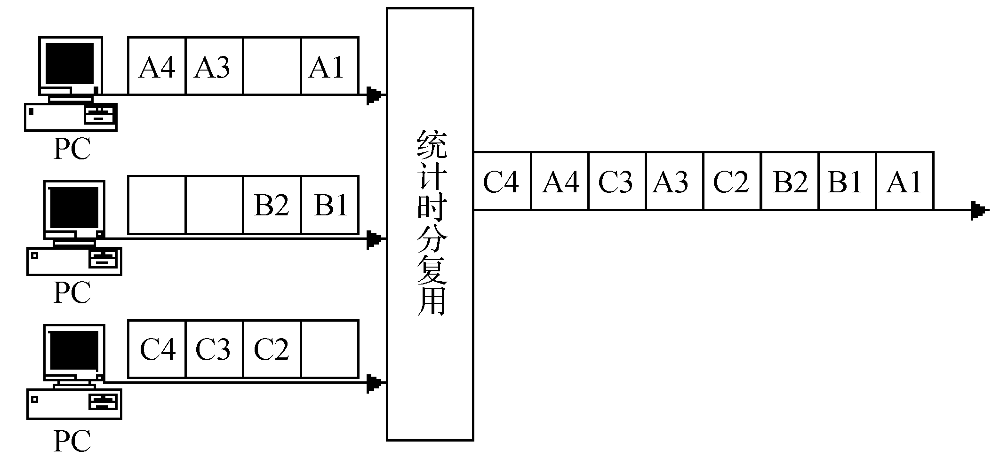 A4 A3 A1
PC
B2 B1
PC
C4 C3 C2
PC
统计时分复用
C4 A4 C3 A3 C2 B2 B1 A1